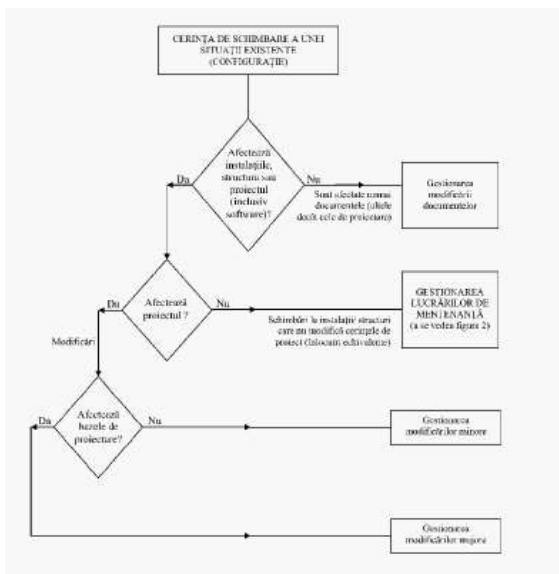 CERINȚA DE SCHIMBARE A UNEI
SITUAȚII EXISTENTE
(CONFIGURAȚIE)
Afectează
instalațiile,
structura sau
proiectul
(inclusiv
software)?
Da
Nu
Sunt afectate numai
documentele (altele
decât cele de proiectare)
Gestionarea
modificării
documentelor
Afectează
proiectul ?
Da
Nu
Schimbări la instalații/structuri
care nu modifică cerințele de
proiect (înlocuiri echivalente)
GESTIONAREA
LUCRĂRILOR DE
MENTENANȚĂ
(a se vedea figura 2)
Modificări
Afectează
bazele de
proiectare?
Da
Nu
Gestionarea
modificărilor minore
Gestionarea
modificărilor majore